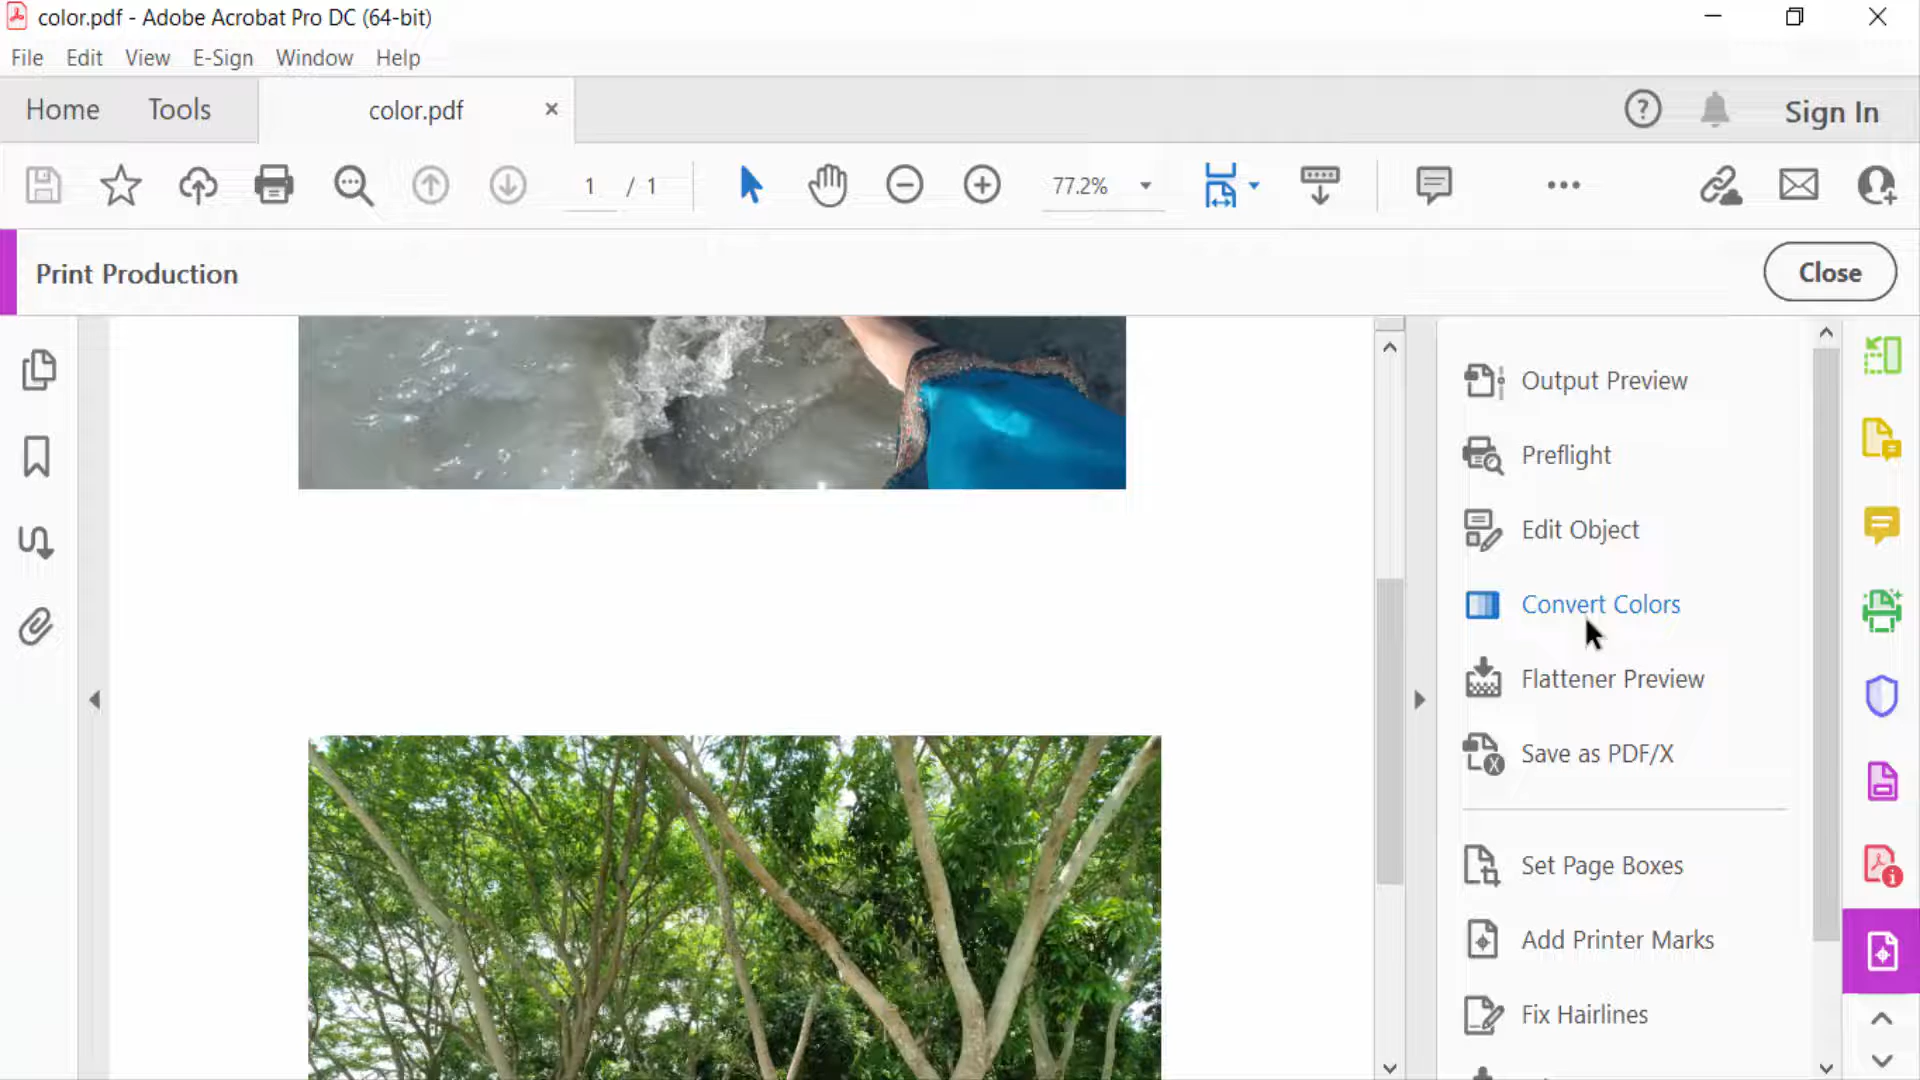 color.pdf - Adobe Acrobat Pro DC (64-bit)
File Edit View E-Sign Window Help
Home Tools color.pdf Sign In
1 / 1 77.2%
Print Production Close
Output Preview
Preflight
Edit Object
Convert Colors
Flattener Preview
Save as PDF/X
Set Page Boxes
Add Printer Marks
Fix Hairlines